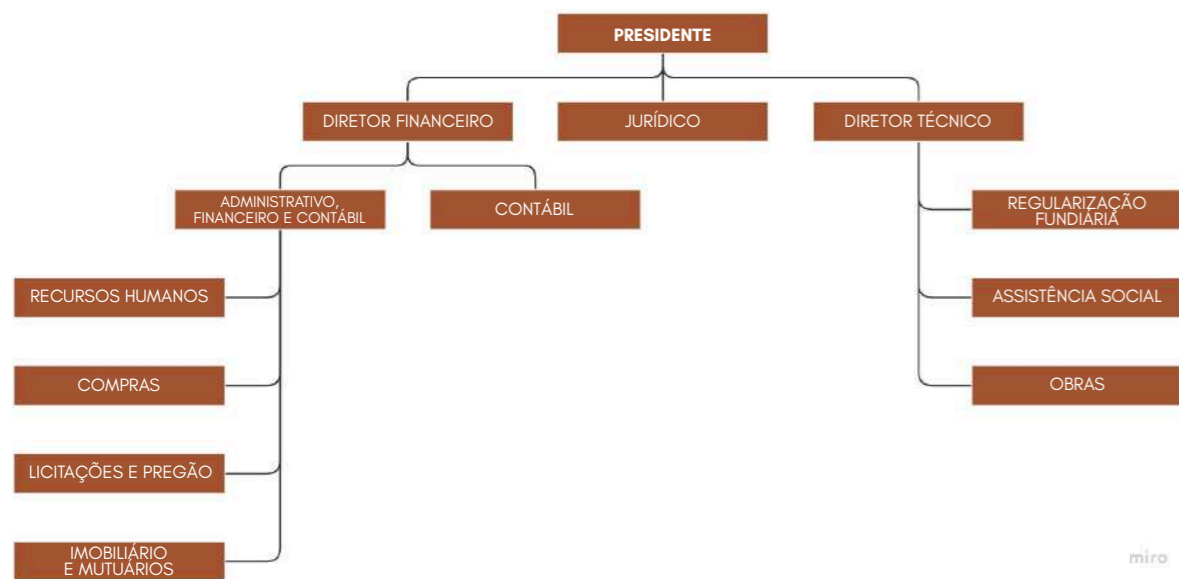 PRESIDENTE
DIRETOR FINANCEIRO
JURÍDICO
DIRETOR TÉCNICO
ADMINISTRATIVO,
FINANCEIRO E CONTÁBIL
CONTÁBIL
REGULARIZAÇÃO
FUNDIÁRIA
RECURSOS HUMANOS
ASSISTÊNCIA SOCIAL
COMPRAS
OBRAS
LICITAÇÕES E PREGÃO
IMOBILIÁRIO
E MUTUÁRIOS
miro